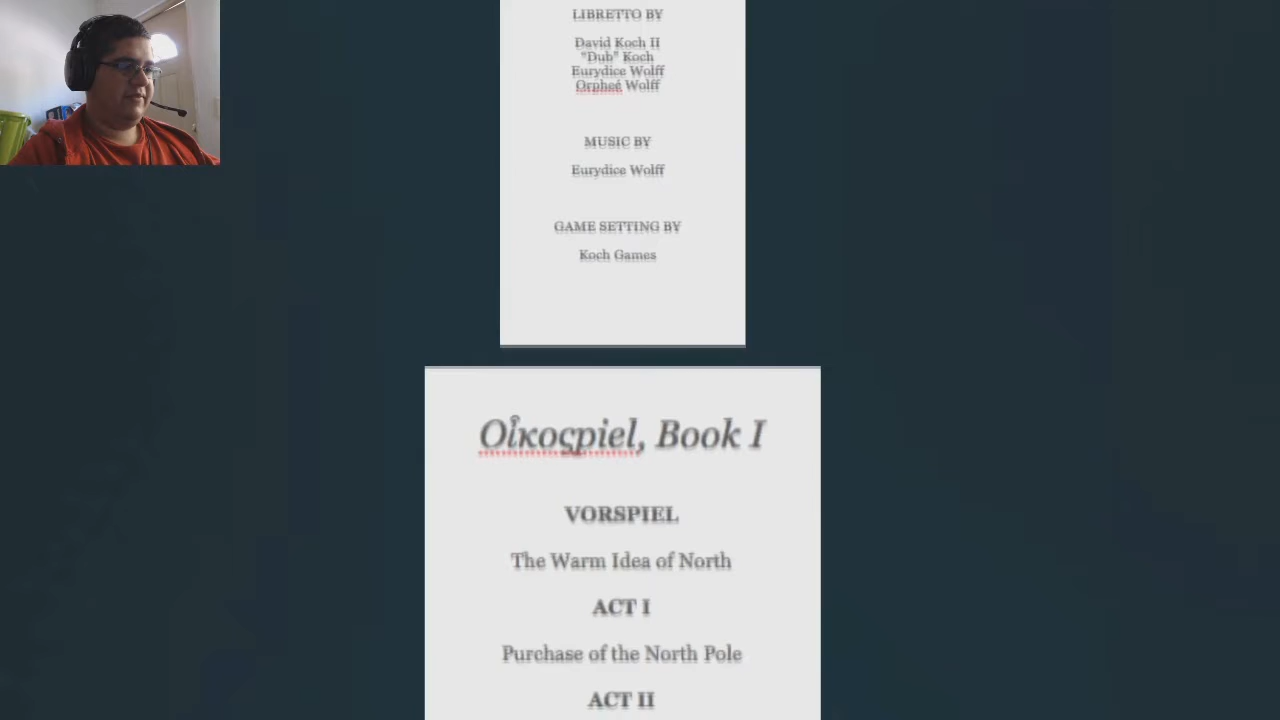 LIBRETTO BY
David Koch II
"Dub" Koch
Eurydice Wolff
Orpheé Wolff
MUSIC BY
Eurydice Wolff
GAME SETTING BY
Koch Games
Οἶκοςpiel, Book I
VORSPIEL
The Warm Idea of North
ACT I
Purchase of the North Pole
ACT II